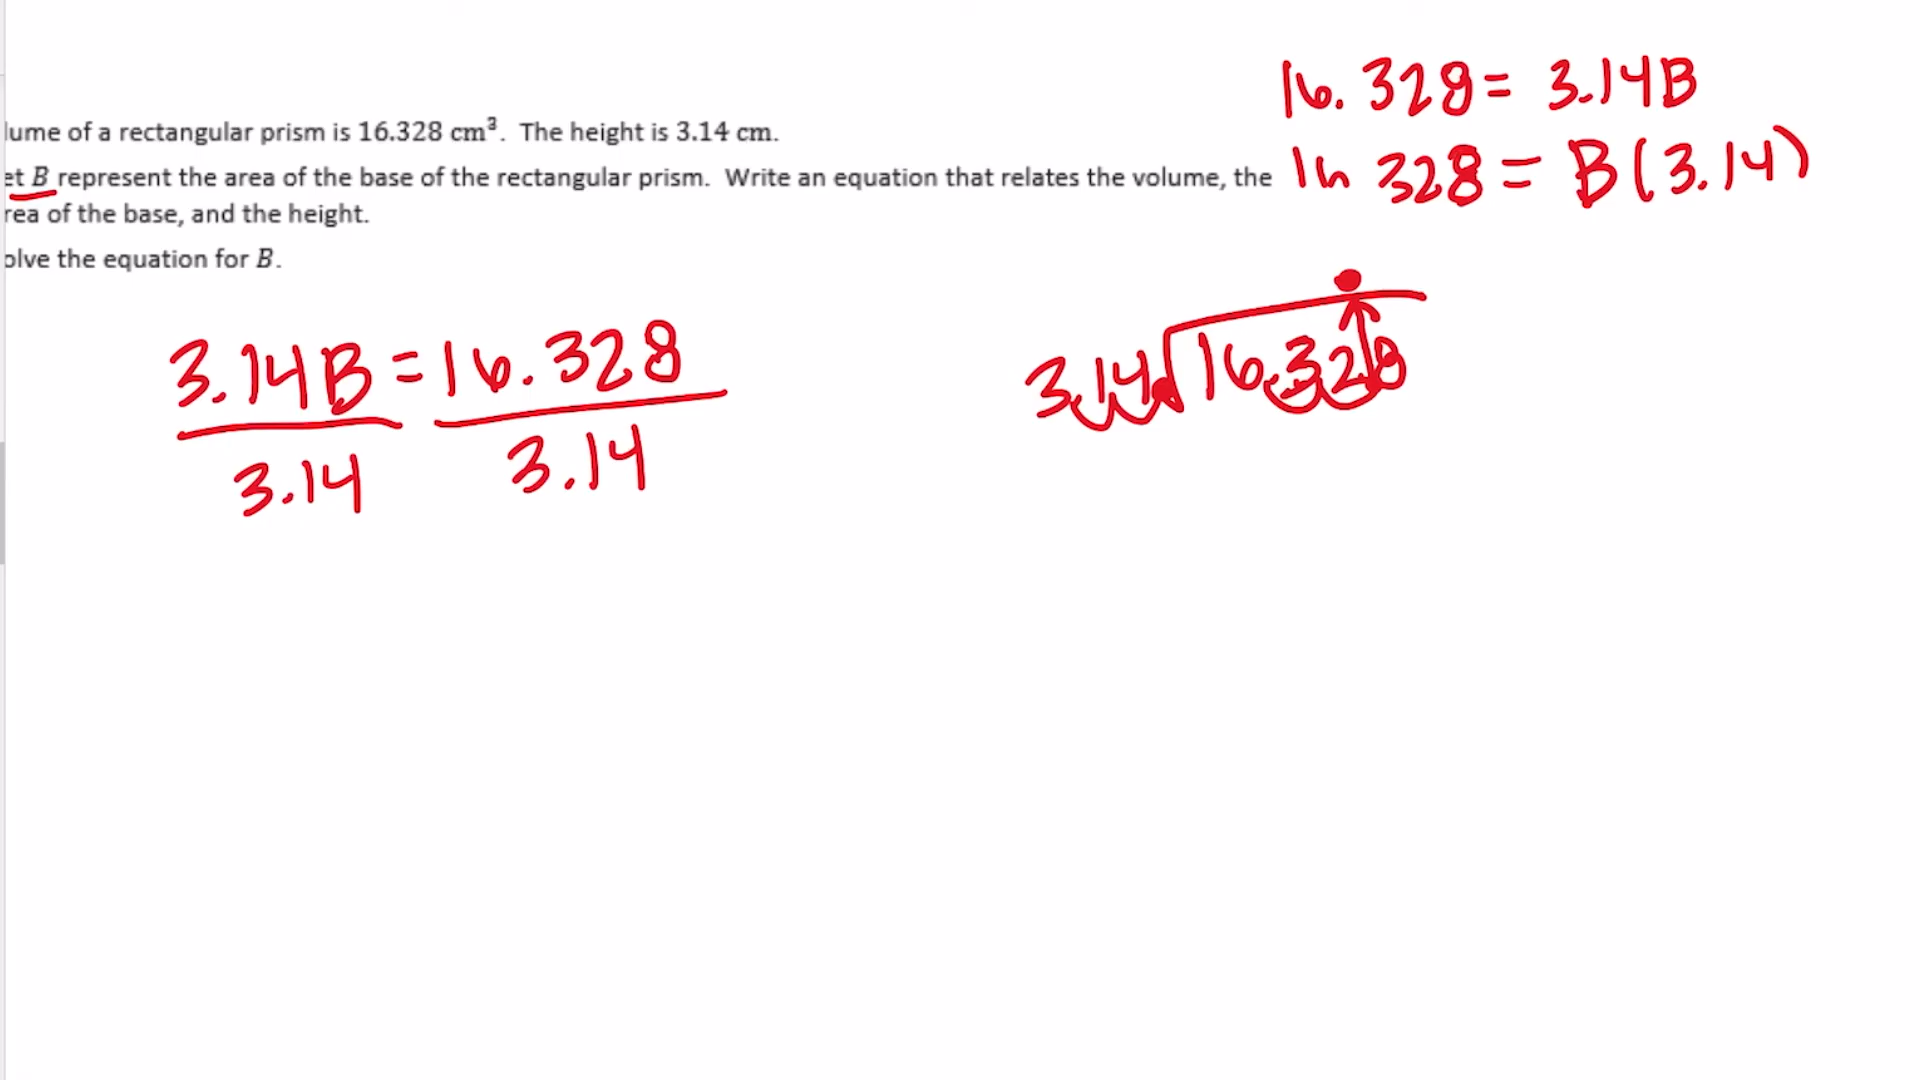 lume of a rectangular prism is 16.328 cm³. The height is 3.14 cm.
et B represent the area of the base of the rectangular prism. Write an equation that relates the volume, the
rea of the base, and the height.
olve the equation for B.
16.328 = 3.14B
16 328 = B(3.14)
3.14B = 16.328
3.14 3.14
3.14. 16.328